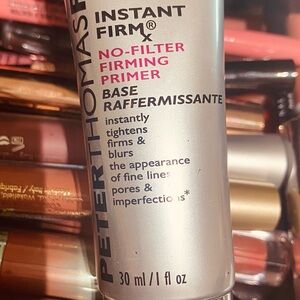 INSTANT
FIRM®x
NO-FILTER
FIRMING
PRIMER
BASE
RAFFERMISSANTE
instantly
tightens
firms &
blurs
the appearance
of fine lines
pores &
imperfections*
30 ml/1 fl oz
PETER THOMAS